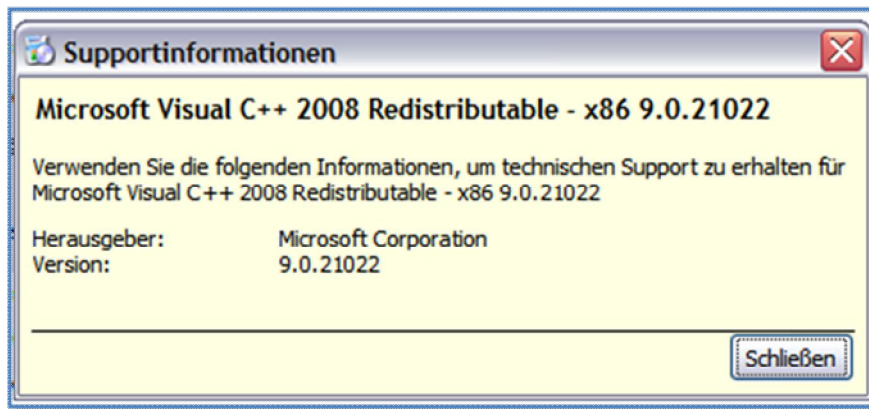 Supportinformationen
Microsoft Visual C++ 2008 Redistributable - x86 9.0.21022
Verwenden Sie die folgenden Informationen, um technischen Support zu erhalten für
Microsoft Visual C++ 2008 Redistributable - x86 9.0.21022
Herausgeber: Microsoft Corporation
Version: 9.0.21022
Schließen